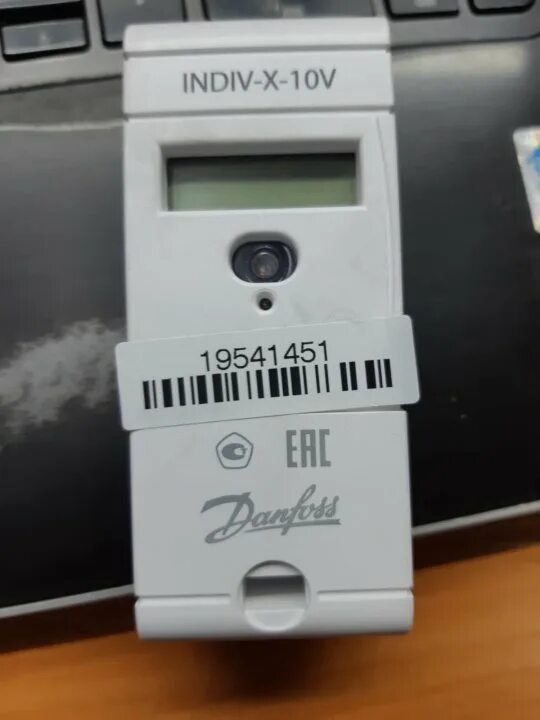 INDIV-X-10V
19541451
EAC
Danfoss